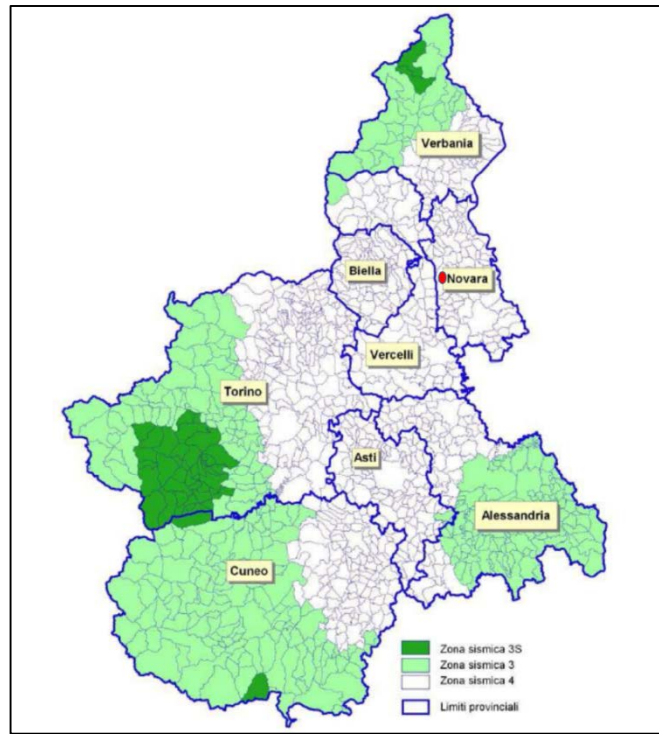 Verbania
Biella
Novara
Vercelli
Torino
Asti
Alessandria
Cuneo
Zona sismica 3S
Zona sismica 3
Zona sismica 4
Limiti provinciali